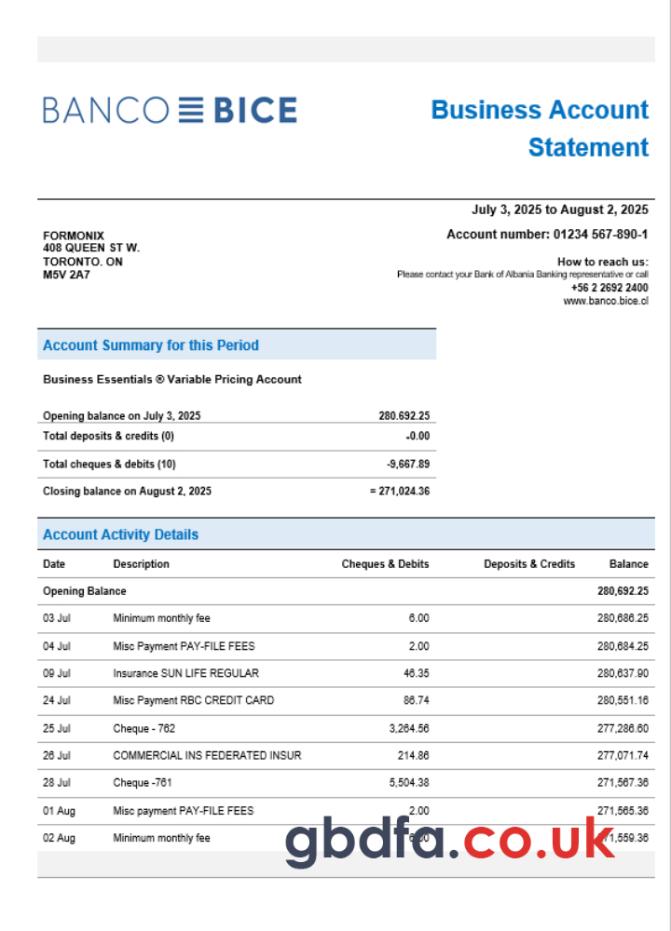 BANCO BICE
Business Account
Statement
July 3, 2025 to August 2, 2025
FORMONIX
408 QUEEN ST W.
TORONTO. ON
M5V 2A7
Account number: 01234 567-890-1
How to reach us:
Please contact your Bank of Albania Banking representative or call
+56 2 2692 2400
www.banco.bice.cl
Account Summary for this Period
Business Essentials ® Variable Pricing Account
Opening balance on July 3, 2025 280.692.25
Total deposits & credits (0) -0.00
Total cheques & debits (10) -9,667.89
Closing balance on August 2, 2025 = 271,024.36
Account Activity Details
Date Description Cheques & Debits Deposits & Credits Balance
Opening Balance 280,692.25
03 Jul Minimum monthly fee 6.00 280,686.25
04 Jul Misc Payment PAY-FILE FEES 2.00 280,684.25
09 Jul Insurance SUN LIFE REGULAR 46.35 280,637.90
24 Jul Misc Payment RBC CREDIT CARD 86.74 280,551.16
25 Jul Cheque - 762 3,264.56 277,286.60
26 Jul COMMERCIAL INS FEDERATED INSUR 214.86 277,071.74
28 Jul Cheque -761 5,504.38 271,567.36
01 Aug Misc payment PAY-FILE FEES 2.00 271,565.36
02 Aug Minimum monthly fee
gbdfa.co.uk